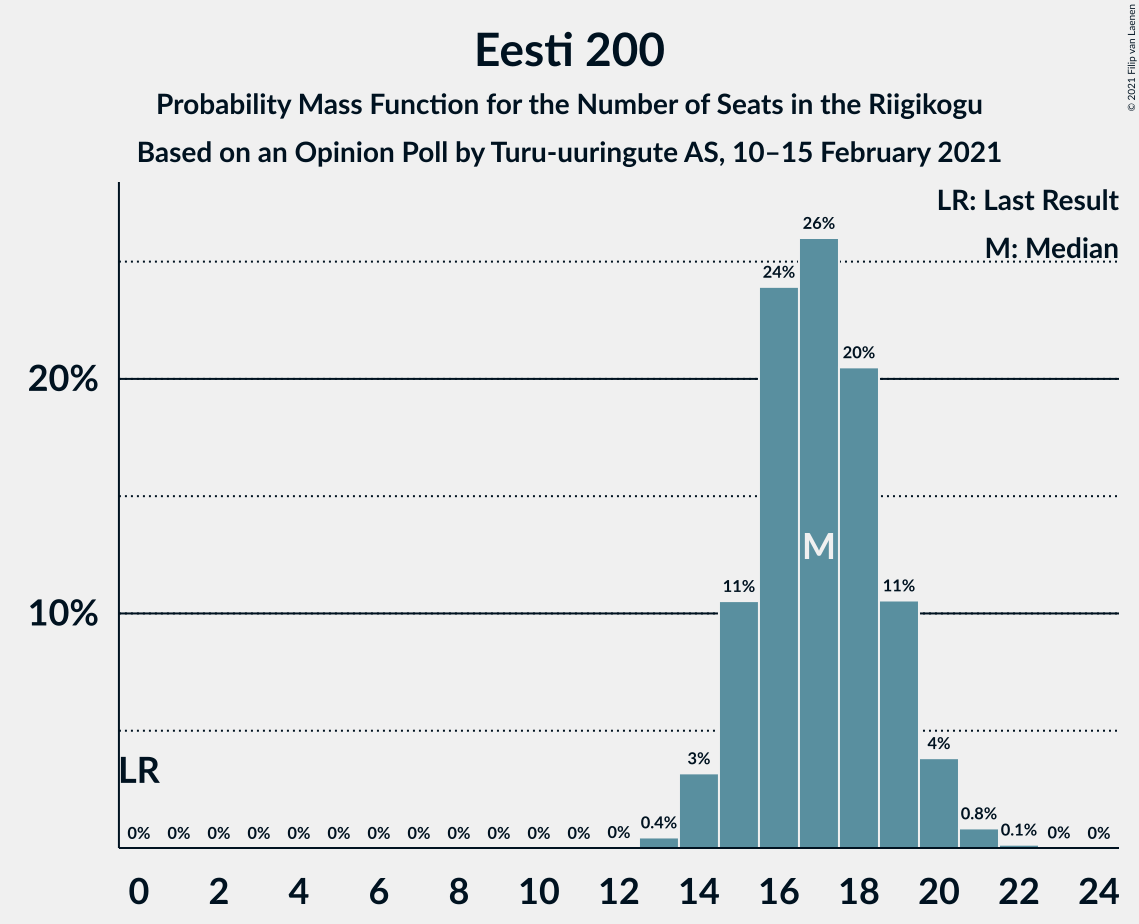 Eesti 200
Probability Mass Function for the Number of Seats in the Riigikogu
Based on an Opinion Poll by Turu-uuringute AS, 10–15 February 2021
© 2021 Filip van Laenen
LR: Last Result
M: Median
26%
24%
20%
20%
M
11%
11%
10%
LR
3%
4%
0% 0% 0% 0% 0% 0% 0% 0% 0% 0% 0% 0% 0% 0.4% 0.8% 0.1% 0% 0%
0 2 4 6 8 10 12 14 16 18 20 22 24